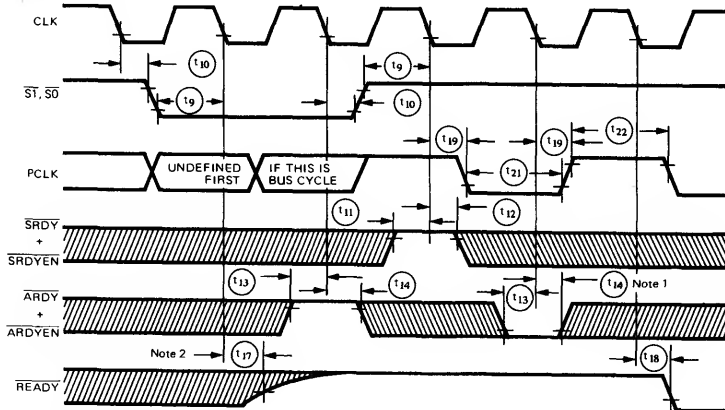 CLK
t10
t9
S1, S0
t9
t10
t19
t19
t22
PCLK
UNDEFINED FIRST
IF THIS IS BUS CYCLE
t21
t11
t12
SRDY
+
SRDYEN
t13
t14
t13
t14 Note 1
ARDY
+
ARDYEN
Note 2
t17
t18
READY